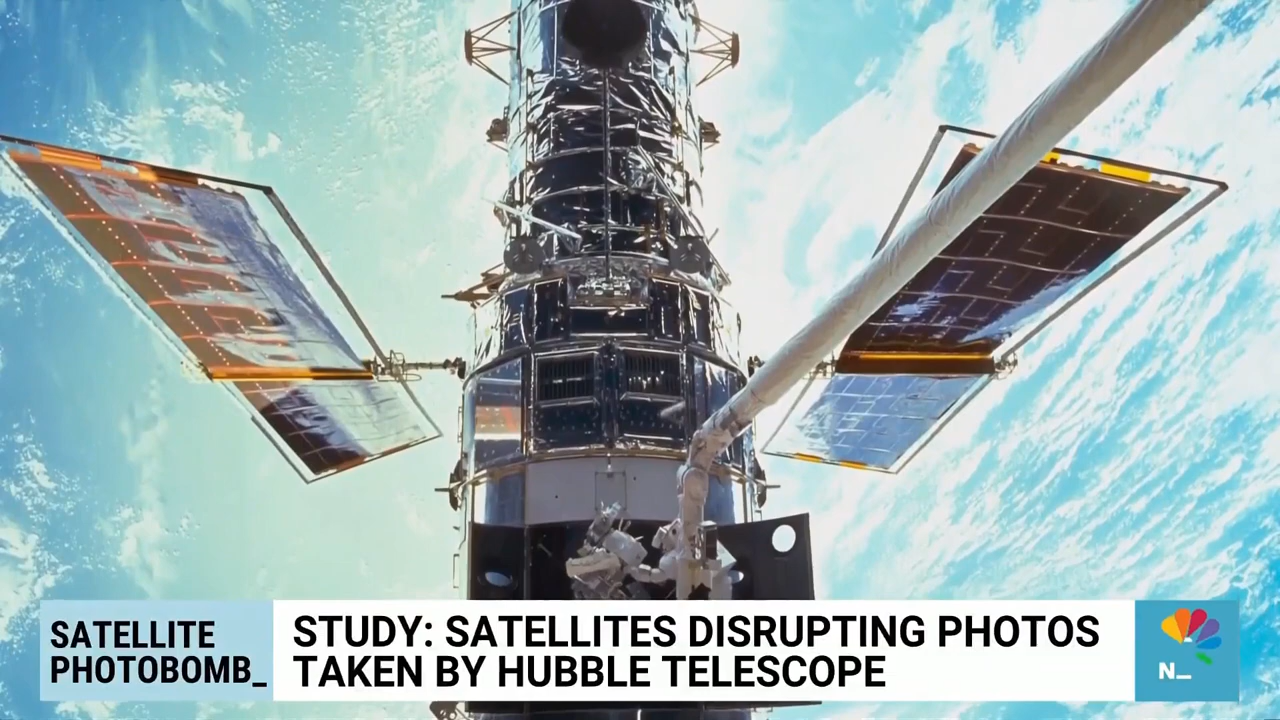 SATELLITE
PHOTOBOMB_
STUDY: SATELLITES DISRUPTING PHOTOS
TAKEN BY HUBBLE TELESCOPE
N_